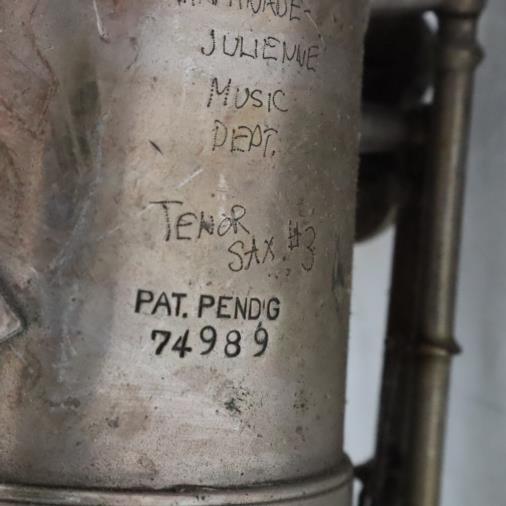 JULIENNE
MUSIC
DEPT.
TENOR
SAX. #3
PAT. PEND'G
74989